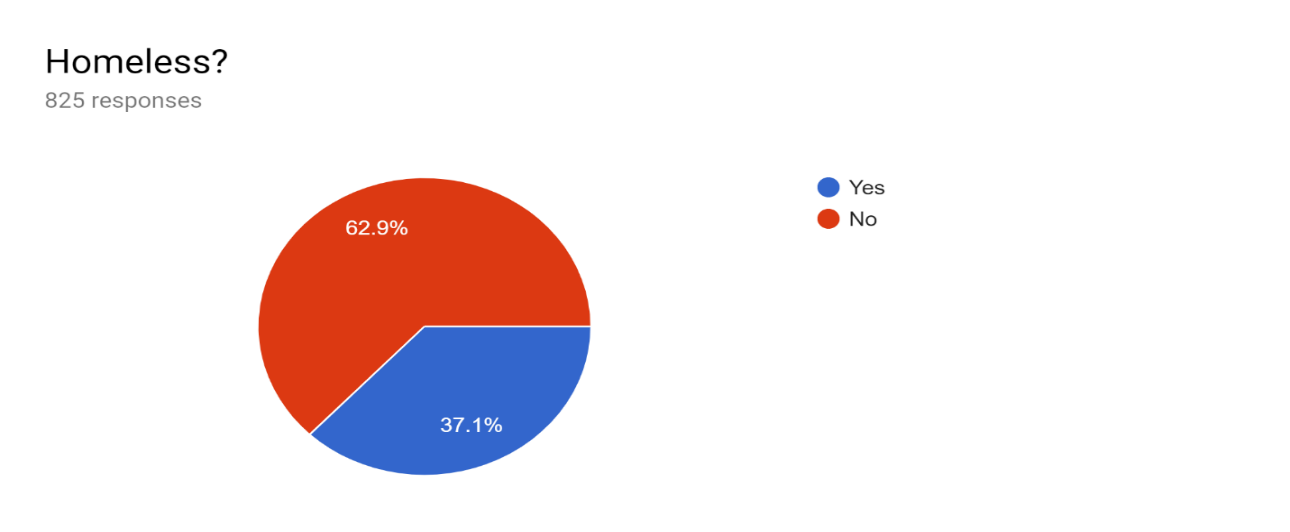 Homeless?
825 responses
Yes
No
62.9%
37.1%